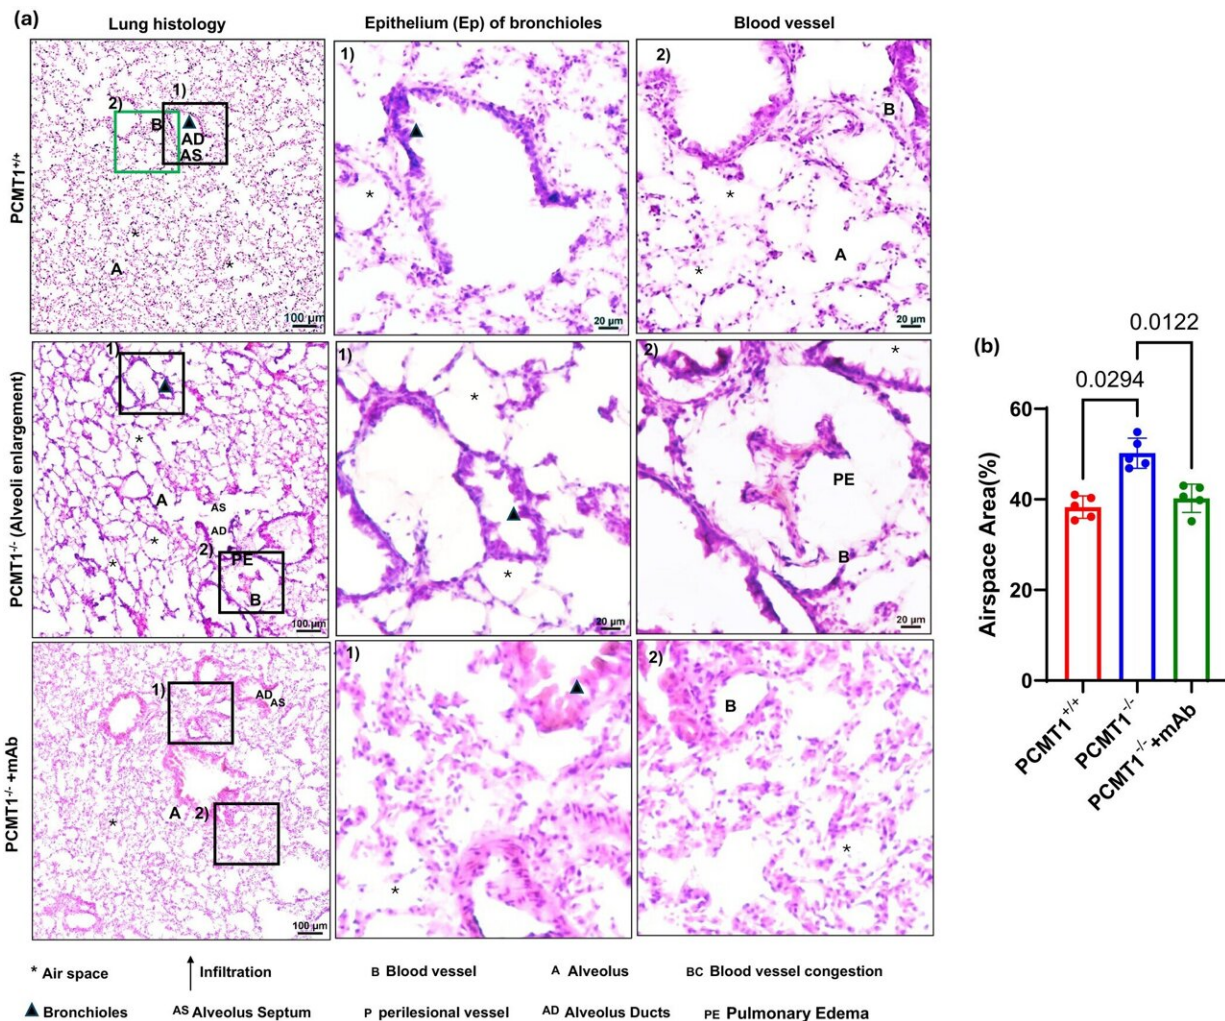 (a)
Lung histology
Epithelium (Ep) of bronchioles
Blood vessel
PCMT1+/+
2)
1)
B
AD
AS
*
A
*
100 µm
1)
*
20 µm
2)
B
*
A
*
20 µm
PCMT1-/- (Alveoli enlargement)
1)
*
A
AS
*
AD
*
2)
PE
B
100 µm
1)
*
*
20 µm
2)
*
PE
B
20 µm
PCMT1-/- +mAb
1)
AD
AS
A
*
2)
100 µm
1)
*
2)
B
*
* Air space
Infiltration
B Blood vessel
A Alveolus
BC Blood vessel congestion
Bronchioles
AS Alveolus Septum
P perilesional vessel
AD Alveolus Ducts
PE Pulmonary Edema
(b)
0.0122
0.0294
Airspace Area(%)
60
40
20
0
PCMT1+/+
PCMT1-/-
PCMT1-/-+mAb